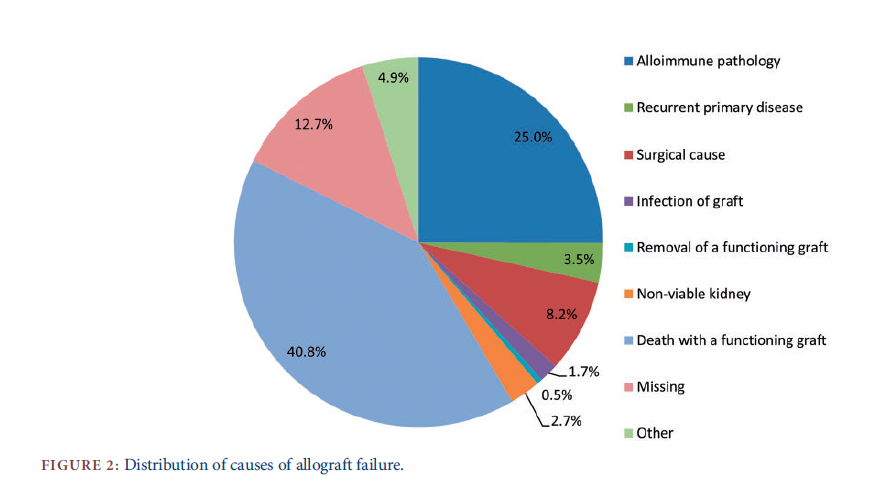 4.9%
12.7%
25.0%
3.5%
8.2%
40.8%
1.7%
0.5%
2.7%
Alloimmune pathology
Recurrent primary disease
Surgical cause
Infection of graft
Removal of a functioning graft
Non-viable kidney
Death with a functioning graft
Missing
Other
FIGURE 2: Distribution of causes of allograft failure.